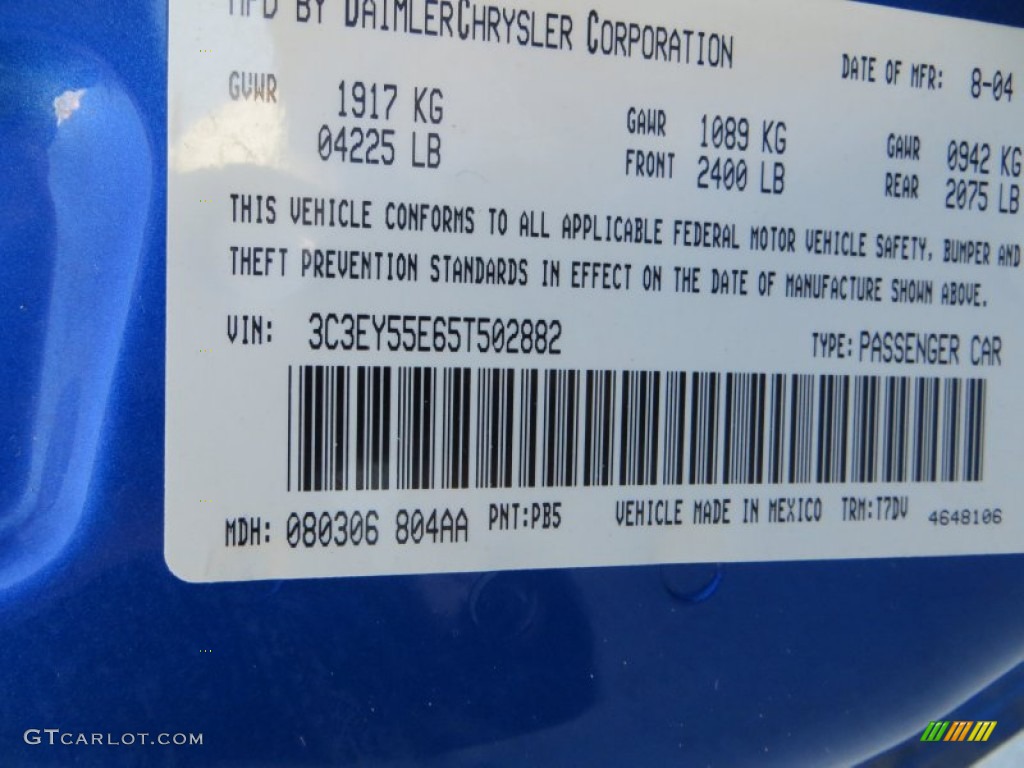 MFD BY DAIMLERCHRYSLER CORPORATION
DATE OF MFR: 8-04
GVWR 1917 KG
04225 LB
GAWR 1089 KG
FRONT 2400 LB
GAWR 0942 KG
REAR 2075 LB
THIS VEHICLE CONFORMS TO ALL APPLICABLE FEDERAL MOTOR VEHICLE SAFETY, BUMPER AND
THEFT PREVENTION STANDARDS IN EFFECT ON THE DATE OF MANUFACTURE SHOWN ABOVE.
VIN: 3C3EY55E65T502882
TYPE: PASSENGER CAR
MDH: 080306 804AA PNT:PB5 VEHICLE MADE IN MEXICO TRM:T7DV 4648106
GTCARLOT.COM